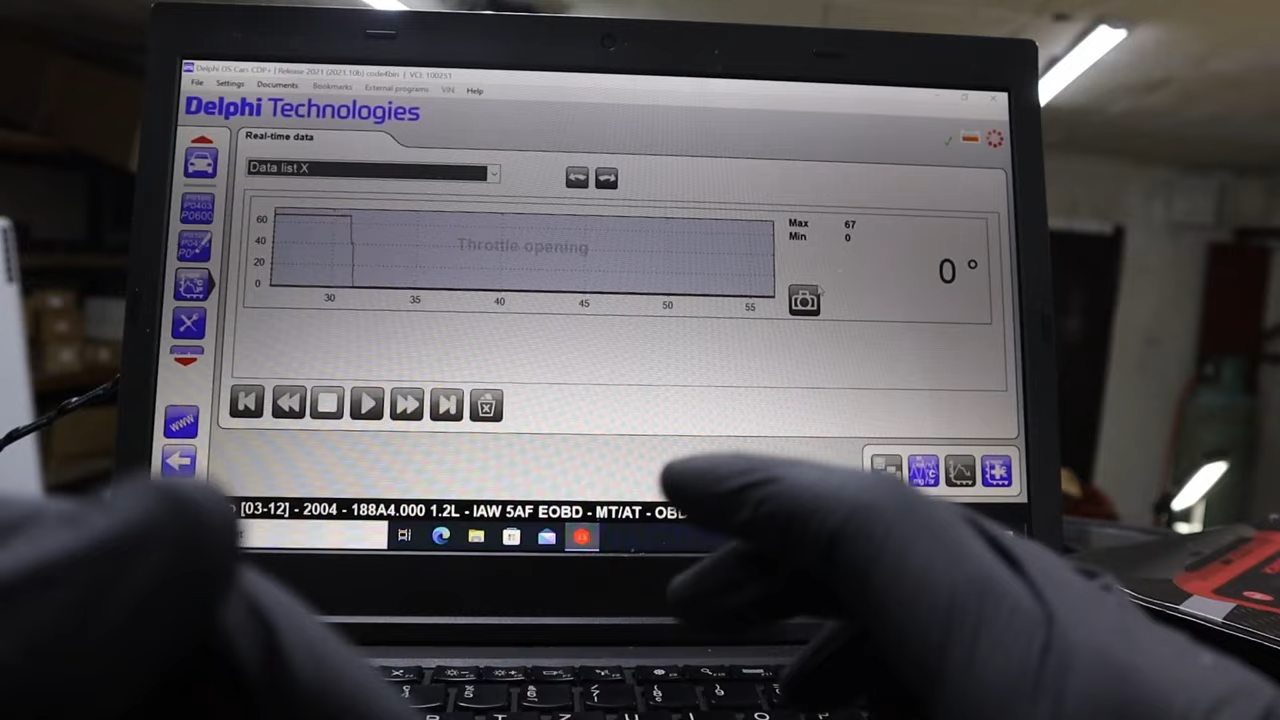 Delphi DS Cars CDP+ | Release 2021 (2021.10b) code4bin | VCI: 100251
File Settings Documents Bookmarks External programs VIN Help
Delphi Technologies
Real-time data
Data list X
P0403
P0600
60
40
20
0
Throttle opening
30 35 40 45 50 55
Max 67
Min 0
0 °
www
[03-12] - 2004 - 188A4.000 1.2L - IAW 5AF EOBD - MT/AT - OBD